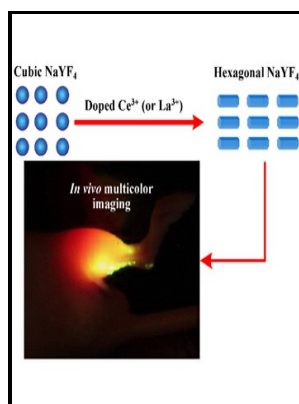 Cubic NaYF₄
Hexagonal NaYF₄
Doped Ce³⁺ (or La³⁺)
In vivo multicolor
imaging